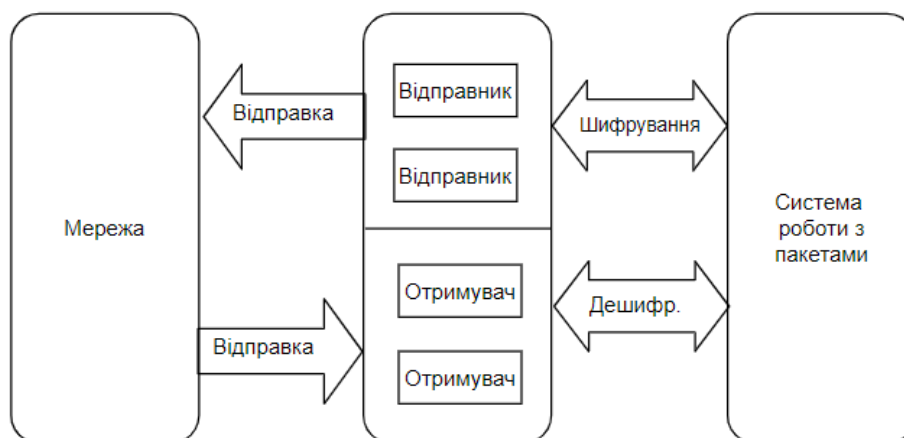 Мережа
Відправка
Відправка
Відправник
Відправник
Отримувач
Отримувач
Шифрування
Дешифр.
Система
роботи з
пакетами